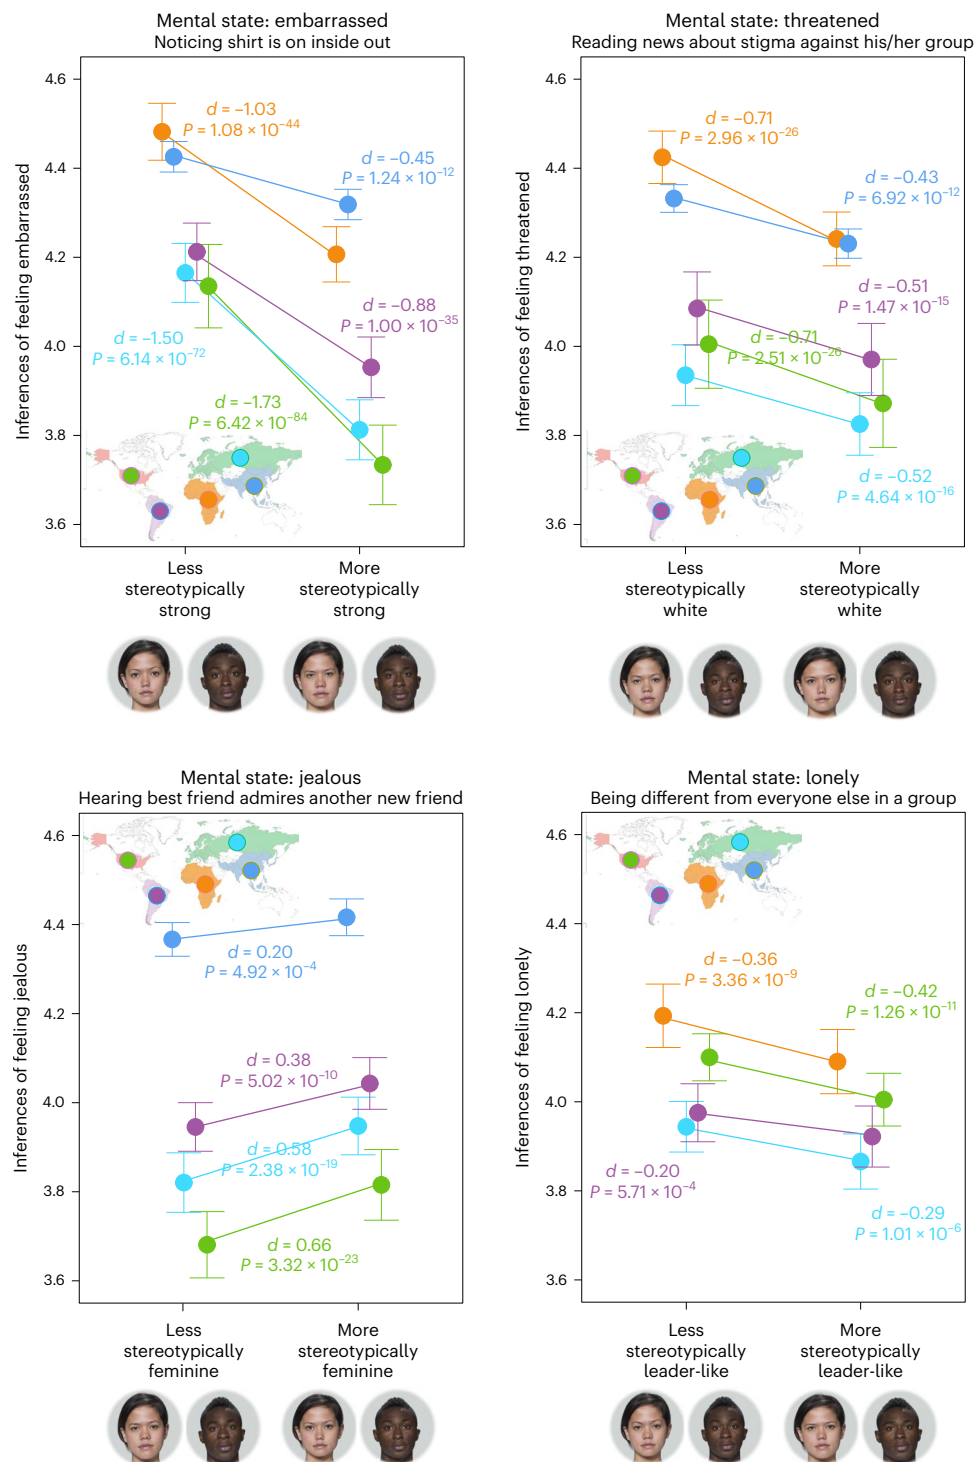 Mental state: embarrassed
Noticing shirt is on inside out
Inferences of feeling embarrassed
4.6
4.4
4.2
4.0
3.8
3.6
d = –1.03
P = 1.08 × 10⁻⁴⁴
d = –0.45
P = 1.24 × 10⁻¹²
d = –0.88
P = 1.00 × 10⁻³⁵
d = –1.50
P = 6.14 × 10⁻⁷²
d = –1.73
P = 6.42 × 10⁻⁸⁴
Less
stereotypically
strong
More
stereotypically
strong
Mental state: threatened
Reading news about stigma against his/her group
Inferences of feeling threatened
4.6
4.4
4.2
4.0
3.8
3.6
d = –0.71
P = 2.96 × 10⁻²⁶
d = –0.43
P = 6.92 × 10⁻¹²
d = –0.51
P = 1.47 × 10⁻¹⁵
d = –0.71
P = 2.51 × 10⁻²⁶
d = –0.52
P = 4.64 × 10⁻¹⁶
Less
stereotypically
white
More
stereotypically
white
Mental state: jealous
Hearing best friend admires another new friend
Inferences of feeling jealous
4.6
4.4
4.2
4.0
3.8
3.6
d = 0.20
P = 4.92 × 10⁻⁴
d = 0.38
P = 5.02 × 10⁻¹⁰
d = 0.58
P = 2.38 × 10⁻¹⁹
d = 0.66
P = 3.32 × 10⁻²³
Less
stereotypically
feminine
More
stereotypically
feminine
Mental state: lonely
Being different from everyone else in a group
Inferences of feeling lonely
4.6
4.4
4.2
4.0
3.8
3.6
d = –0.36
P = 3.36 × 10⁻⁹
d = –0.42
P = 1.26 × 10⁻¹¹
d = –0.20
P = 5.71 × 10⁻⁴
d = –0.29
P = 1.01 × 10⁻⁶
Less
stereotypically
leader-like
More
stereotypically
leader-like